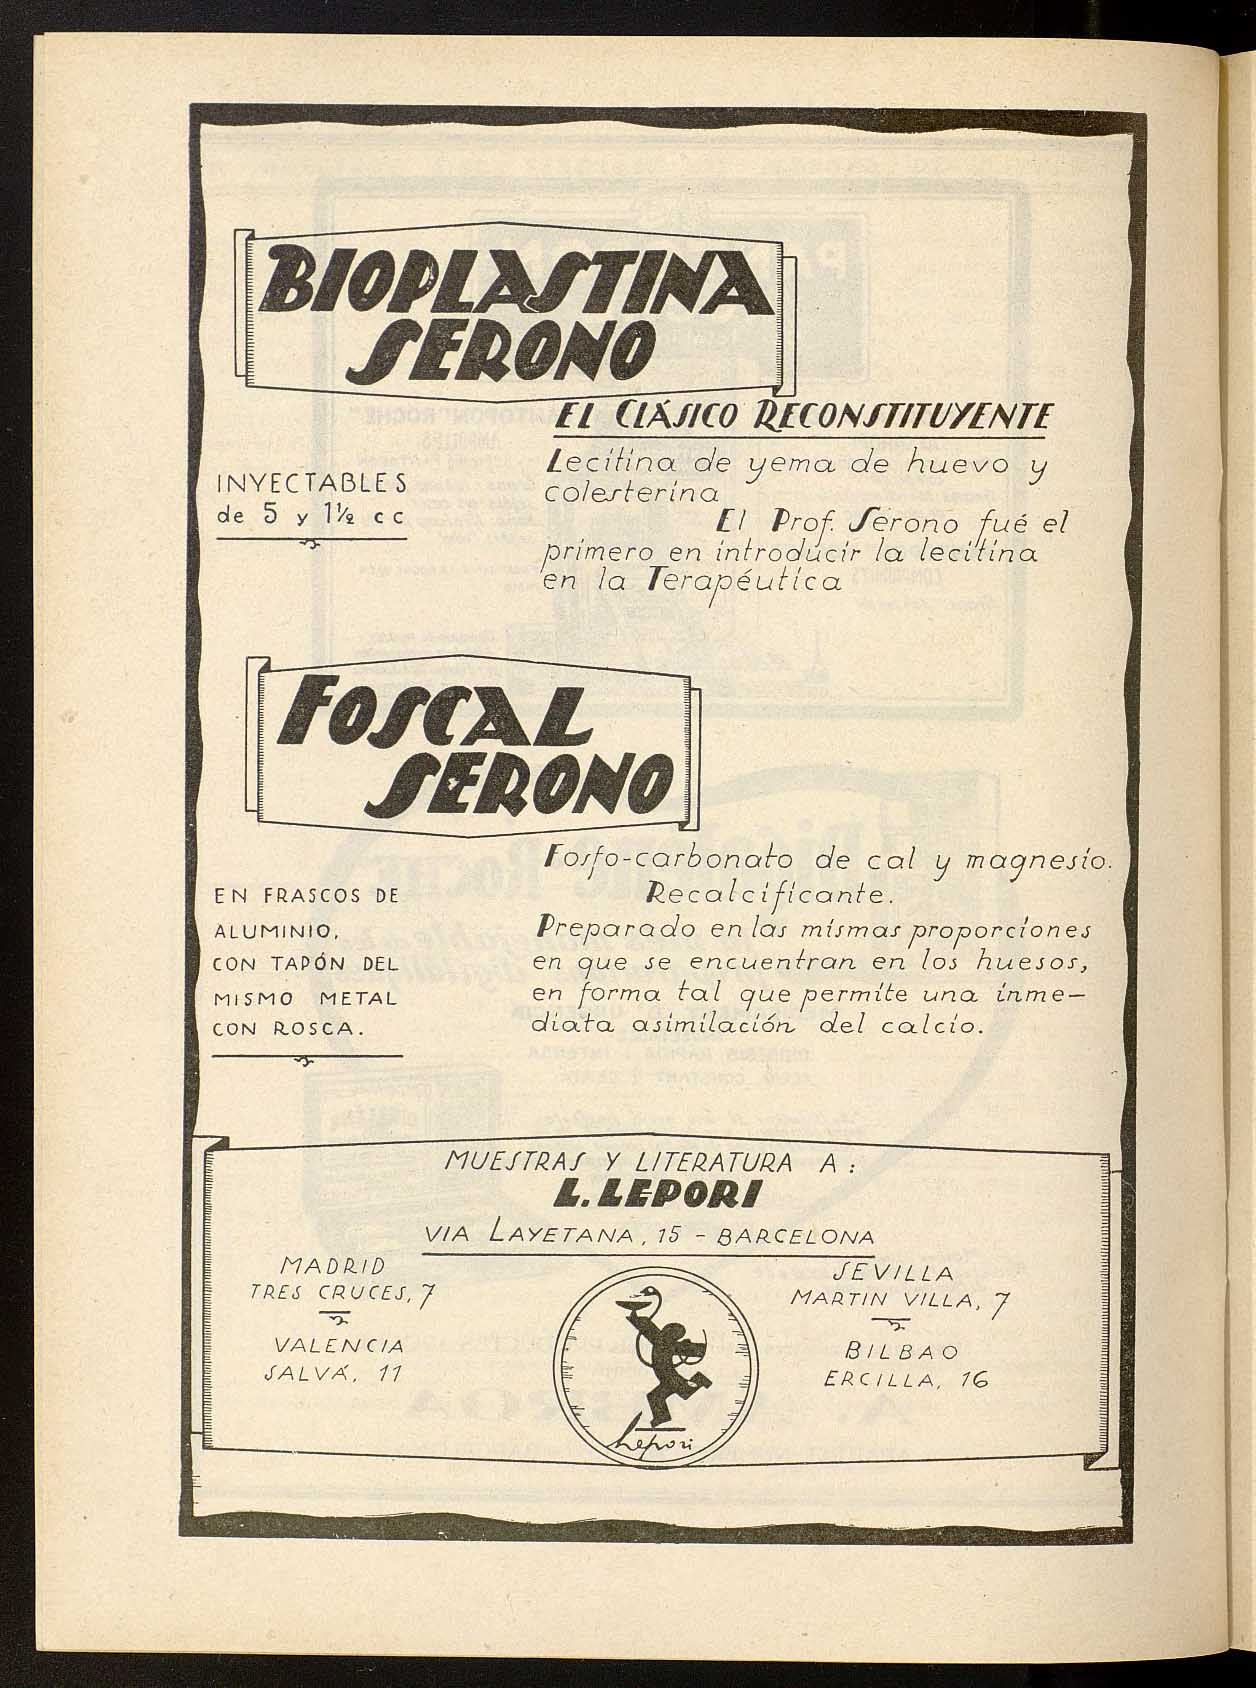 BIOPLASTINA
SERONO
EL CLÁSICO RECONSTITUYENTE
INYECTABLES
de 5 y 1½ cc
Lecitina de yema de huevo y
colesterina
El Prof. Serono fué el
primero en introducir la lecitina
en la Terapéutica
FOSCAL
SERONO
EN FRASCOS DE
ALUMINIO,
CON TAPÓN DEL
MISMO METAL
CON ROSCA.
Fosfo-carbonato de cal y magnesio.
Recalcificante.
Preparado en las mismas proporciones
en que se encuentran en los huesos,
en forma tal que permite una inme-
diata asimilación del calcio.
MUESTRAS Y LITERATURA A:
L. LEPORI
VIA LAYETANA, 15 - BARCELONA
MADRID
TRES CRUCES, 7
VALENCIA
SALVÁ, 11
SEVILLA
MARTIN VILLA, 7
BILBAO
ERCILLA, 16
Lepori